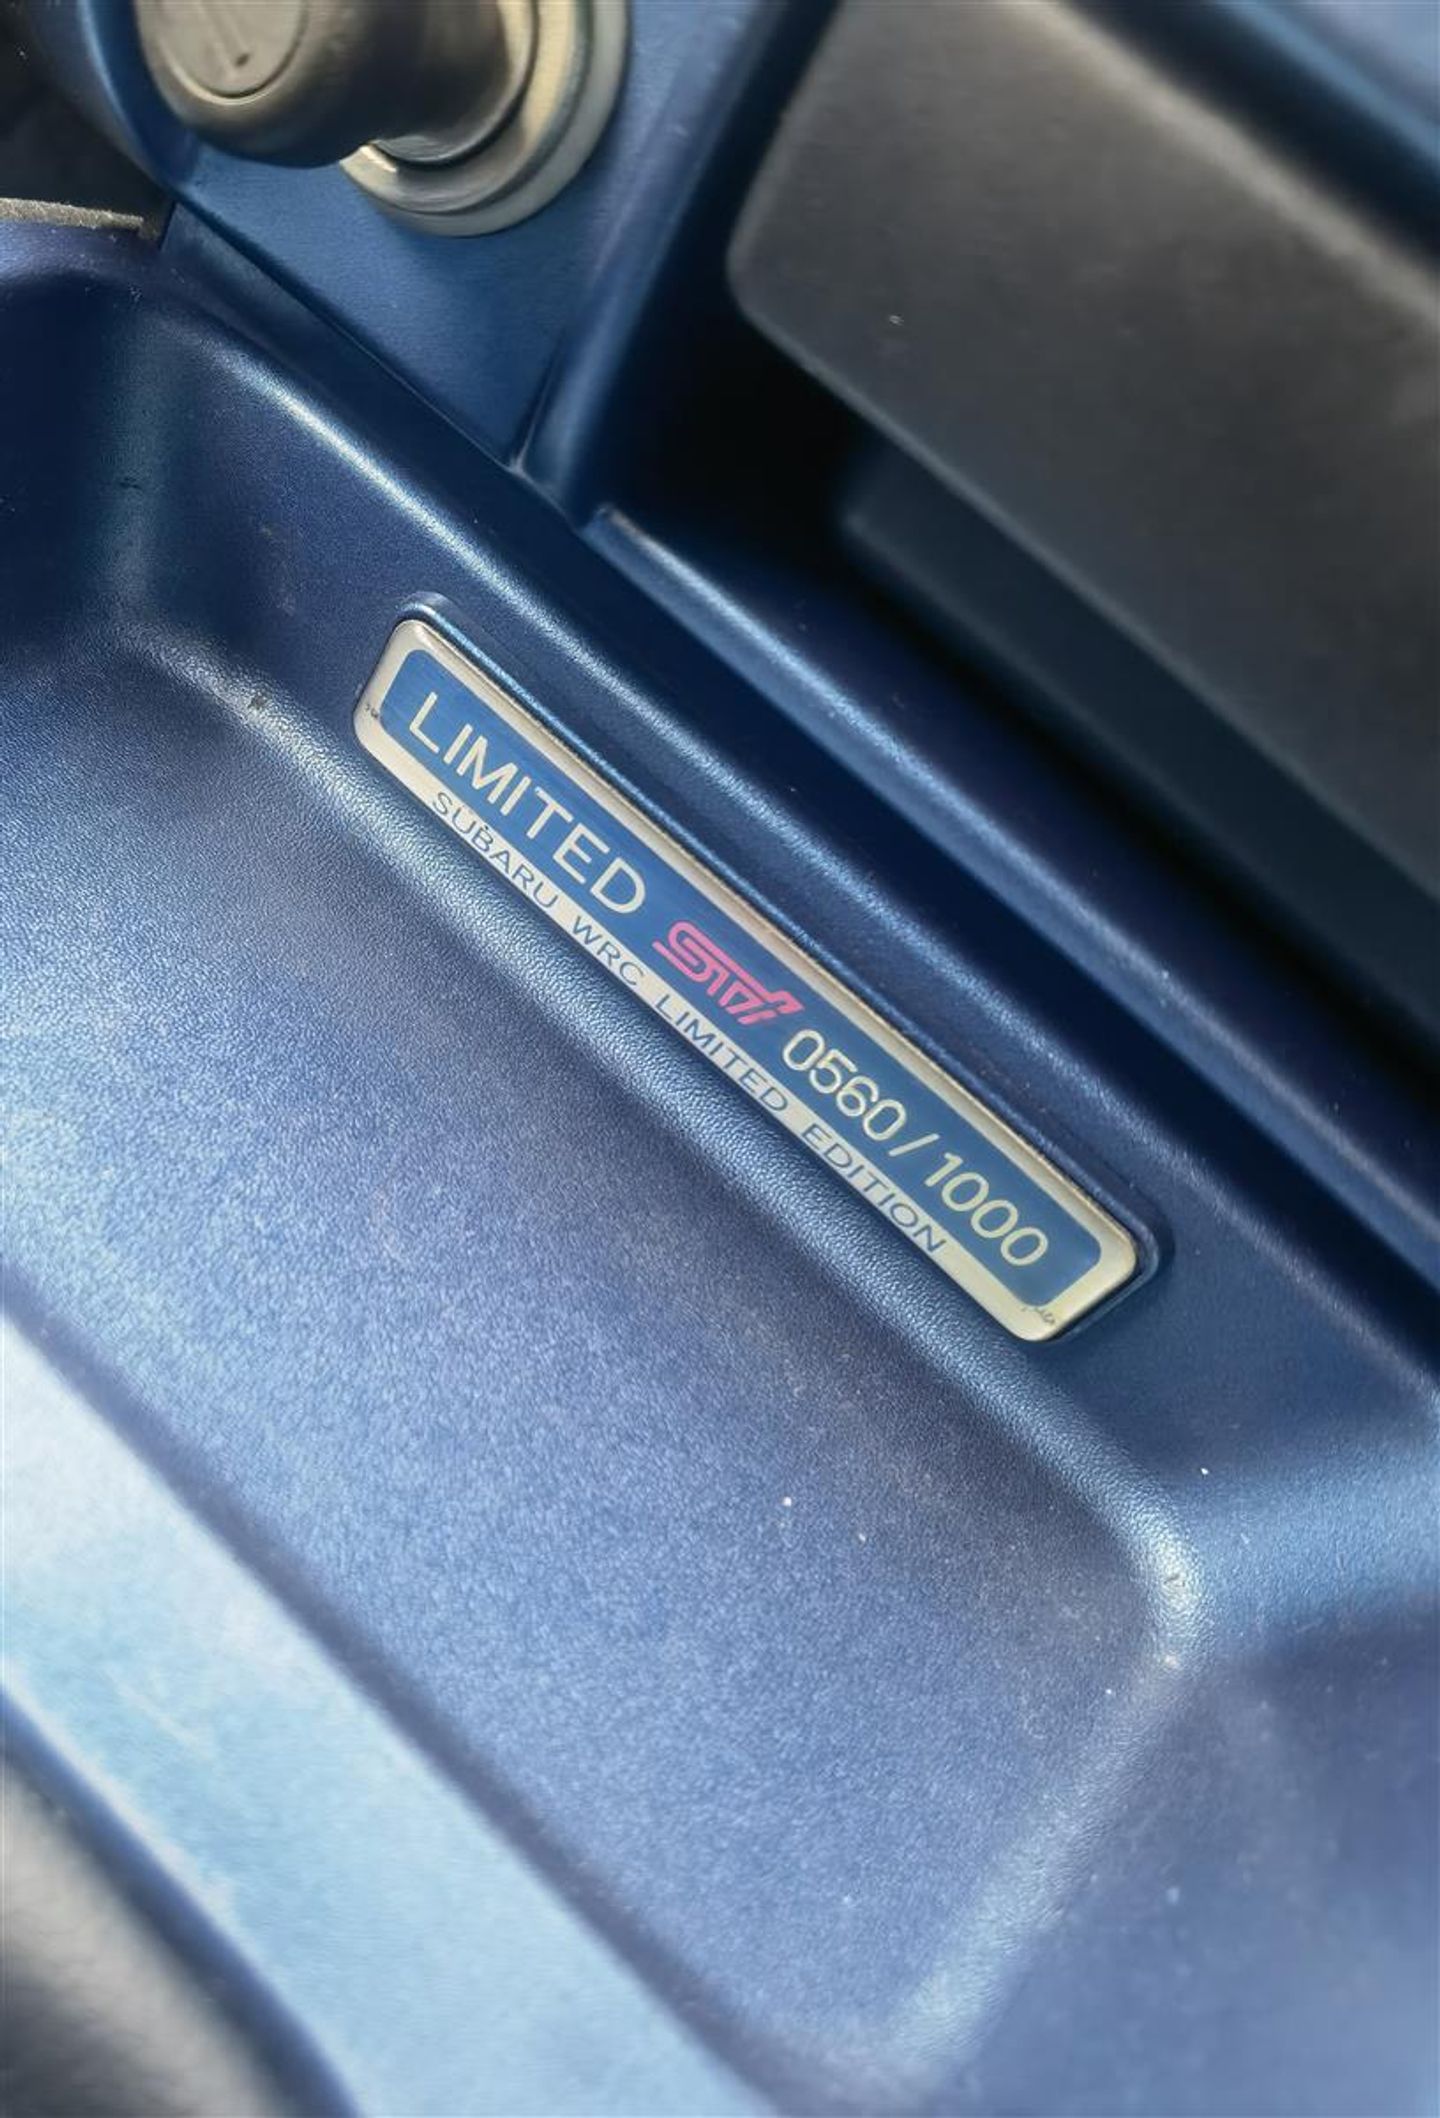 LIMITED STi 0560/1000
SUBARU WRC LIMITED EDITION